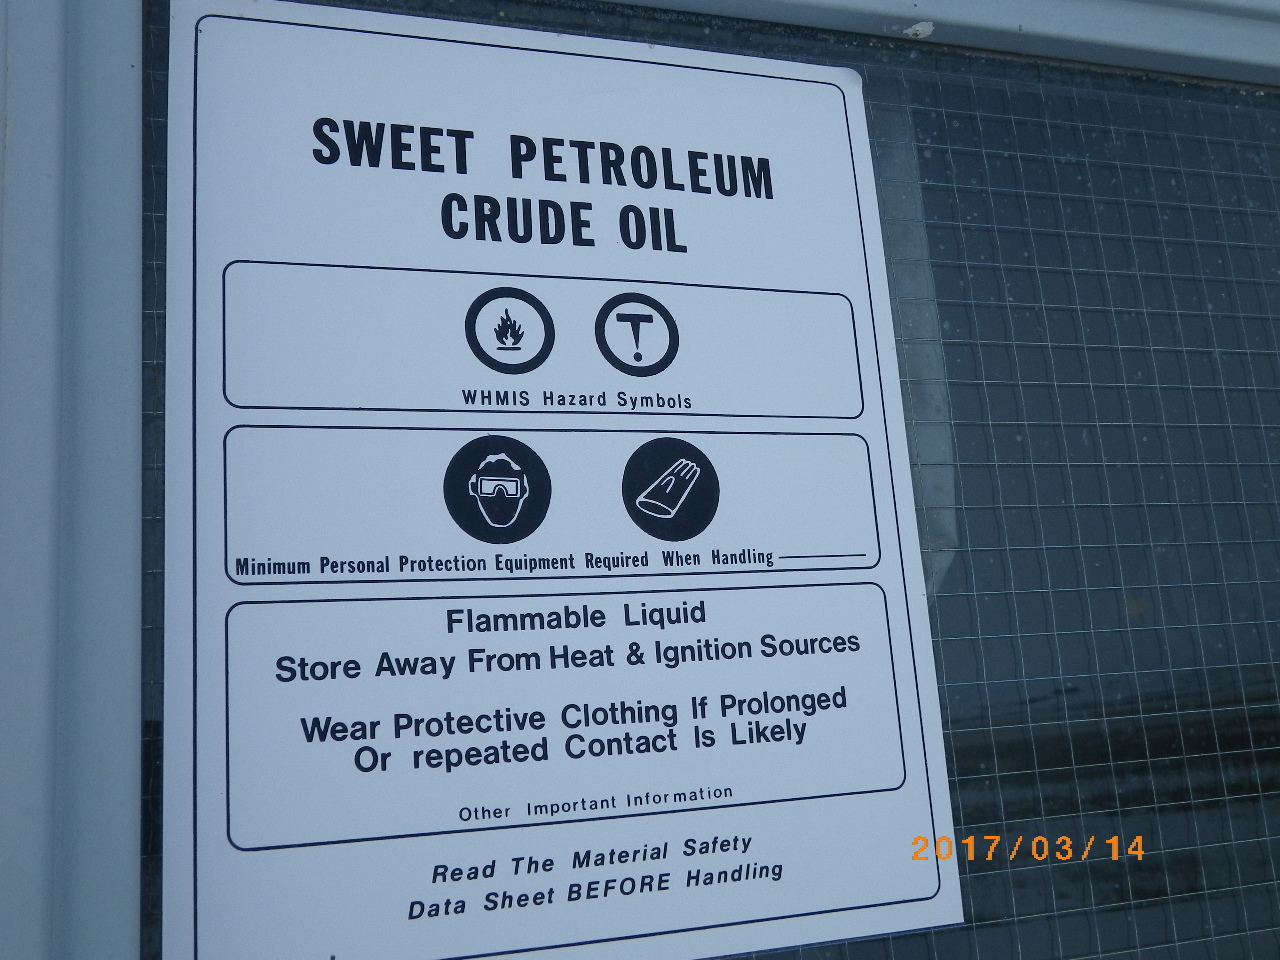 SWEET PETROLEUM
CRUDE OIL
WHMIS Hazard Symbols
Minimum Personal Protection Equipment Required When Handling
Flammable Liquid
Store Away From Heat & Ignition Sources
Wear Protective Clothing If Prolonged
Or repeated Contact Is Likely
Other Important Information
Read The Material Safety
Data Sheet BEFORE Handling
2017/03/14